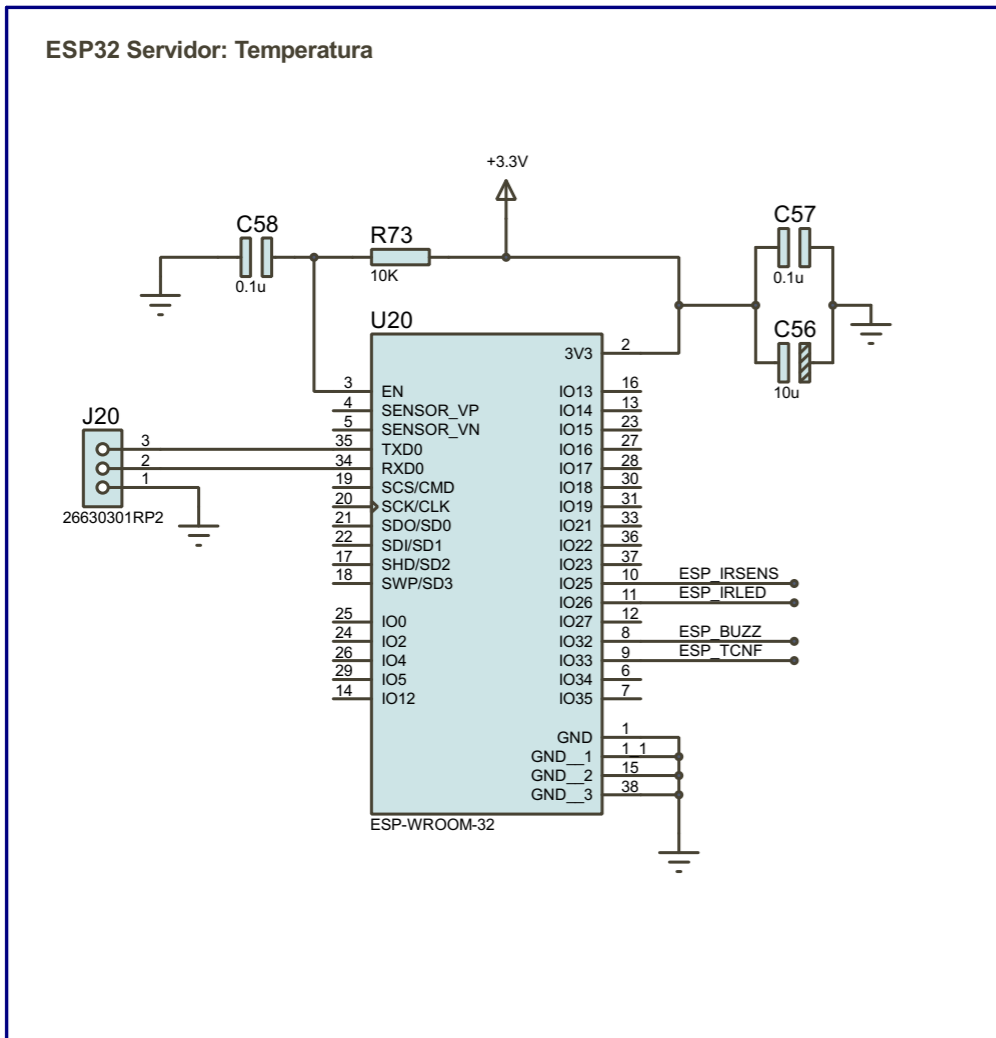 ESP32 Servidor: Temperatura
+3.3V
C58
0.1u
R73
10K
C57
0.1u
C56
10u
U20
3V3 2
3 EN
4 SENSOR_VP
5 SENSOR_VN
35 TXD0
34 RXD0
19 SCS/CMD
20 SCK/CLK
21 SDO/SD0
22 SDI/SD1
17 SHD/SD2
18 SWP/SD3
25 IO0
24 IO2
26 IO4
29 IO5
14 IO12
IO13 16
IO14 13
IO15 23
IO16 27
IO17 28
IO18 30
IO19 31
IO21 33
IO22 36
IO23 37
IO25 10 ESP_IRSENS
IO26 11 ESP_IRLED
IO27 12
IO32 8 ESP_BUZZ
IO33 9 ESP_TCNF
IO34 6
IO35 7
GND 1
GND__1 1_1
GND__2 15
GND__3 38
ESP-WROOM-32
J20
3
2
1
26630301RP2